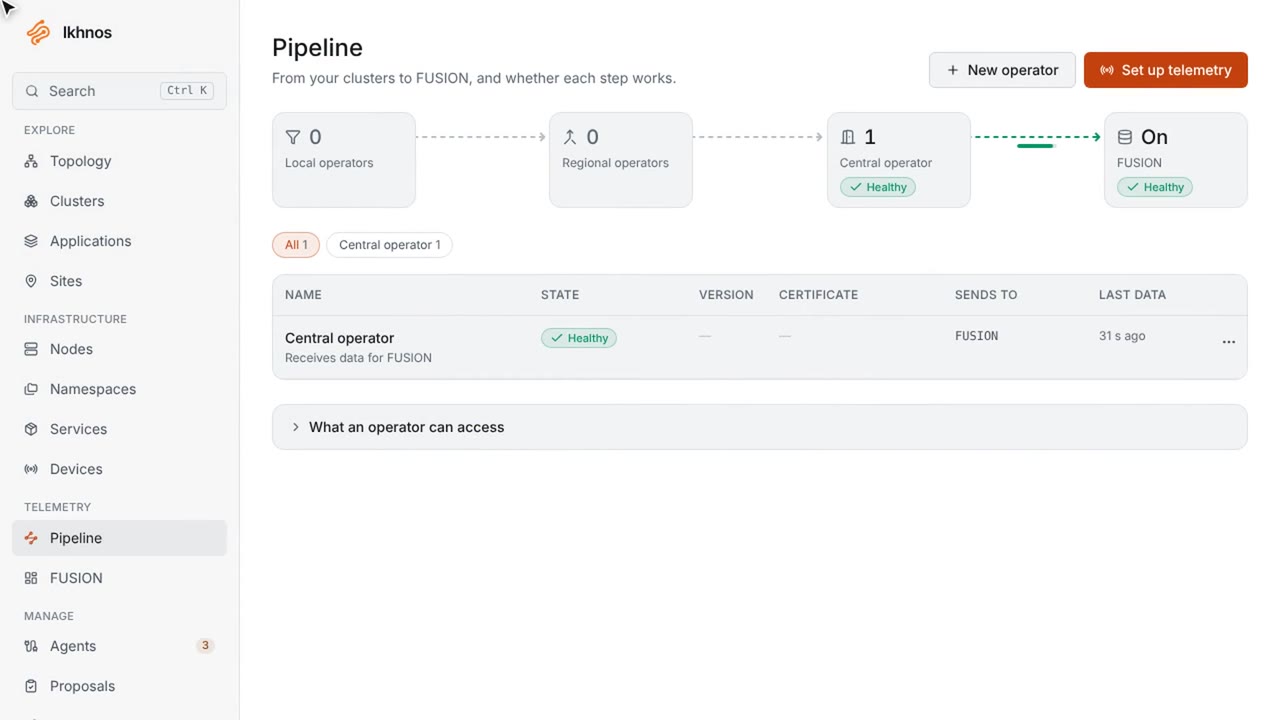 Ikhnos
Search Ctrl K
EXPLORE
Topology
Clusters
Applications
Sites
INFRASTRUCTURE
Nodes
Namespaces
Services
Devices
TELEMETRY
Pipeline
FUSION
MANAGE
Agents 3
Proposals
Pipeline
From your clusters to FUSION, and whether each step works.
New operator
Set up telemetry
0
Local operators
0
Regional operators
1
Central operator
Healthy
On
FUSION
Healthy
All 1
Central operator 1
NAME STATE VERSION CERTIFICATE SENDS TO LAST DATA
Central operator Healthy — — FUSION 31 s ago
Receives data for FUSION
What an operator can access